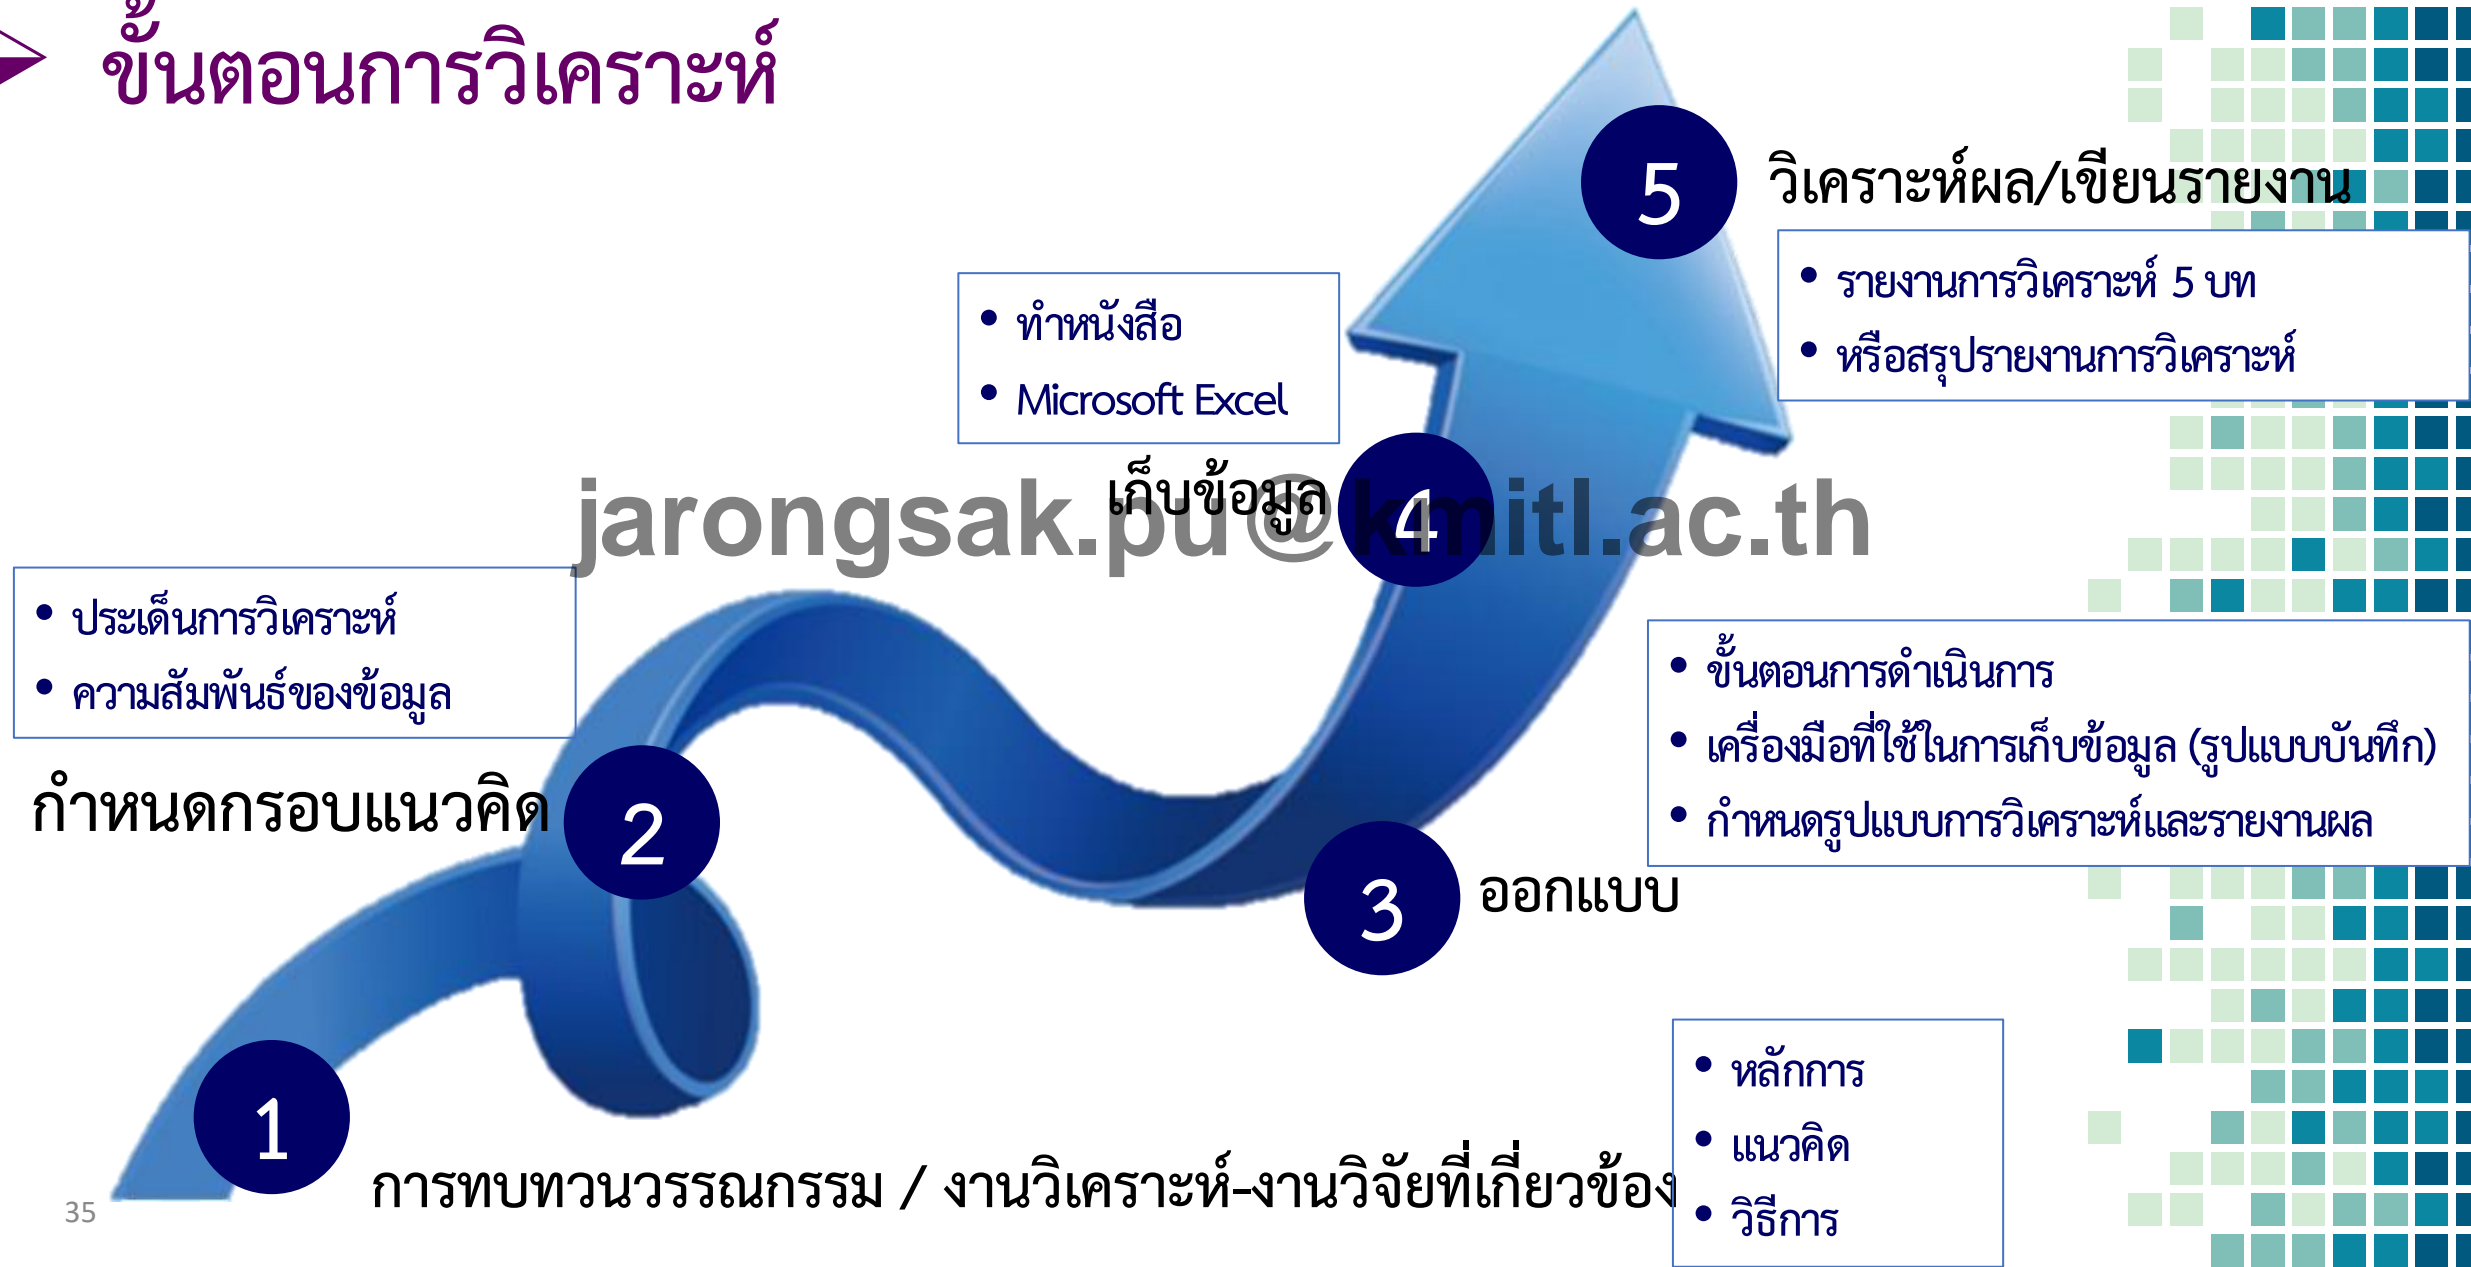 ขั้นตอนการวิเคราะห์
5
วิเคราะห์ผล/เขียนรายงาน
• รายงานการวิเคราะห์ 5 บท
• หรือสรุปรายงานการวิเคราะห์
• ทำหนังสือ
• Microsoft Excel
เก็บข้อมูล
4
jarongsak.pu@kmitl.ac.th
• ประเด็นการวิเคราะห์
• ความสัมพันธ์ของข้อมูล
กำหนดกรอบแนวคิด
2
• ขั้นตอนการดำเนินการ
• เครื่องมือที่ใช้ในการเก็บข้อมูล (รูปแบบบันทึก)
• กำหนดรูปแบบการวิเคราะห์และรายงานผล
3
ออกแบบ
1
การทบทวนวรรณกรรม / งานวิเคราะห์-งานวิจัยที่เกี่ยวข้อง
• หลักการ
• แนวคิด
• วิธีการ
35